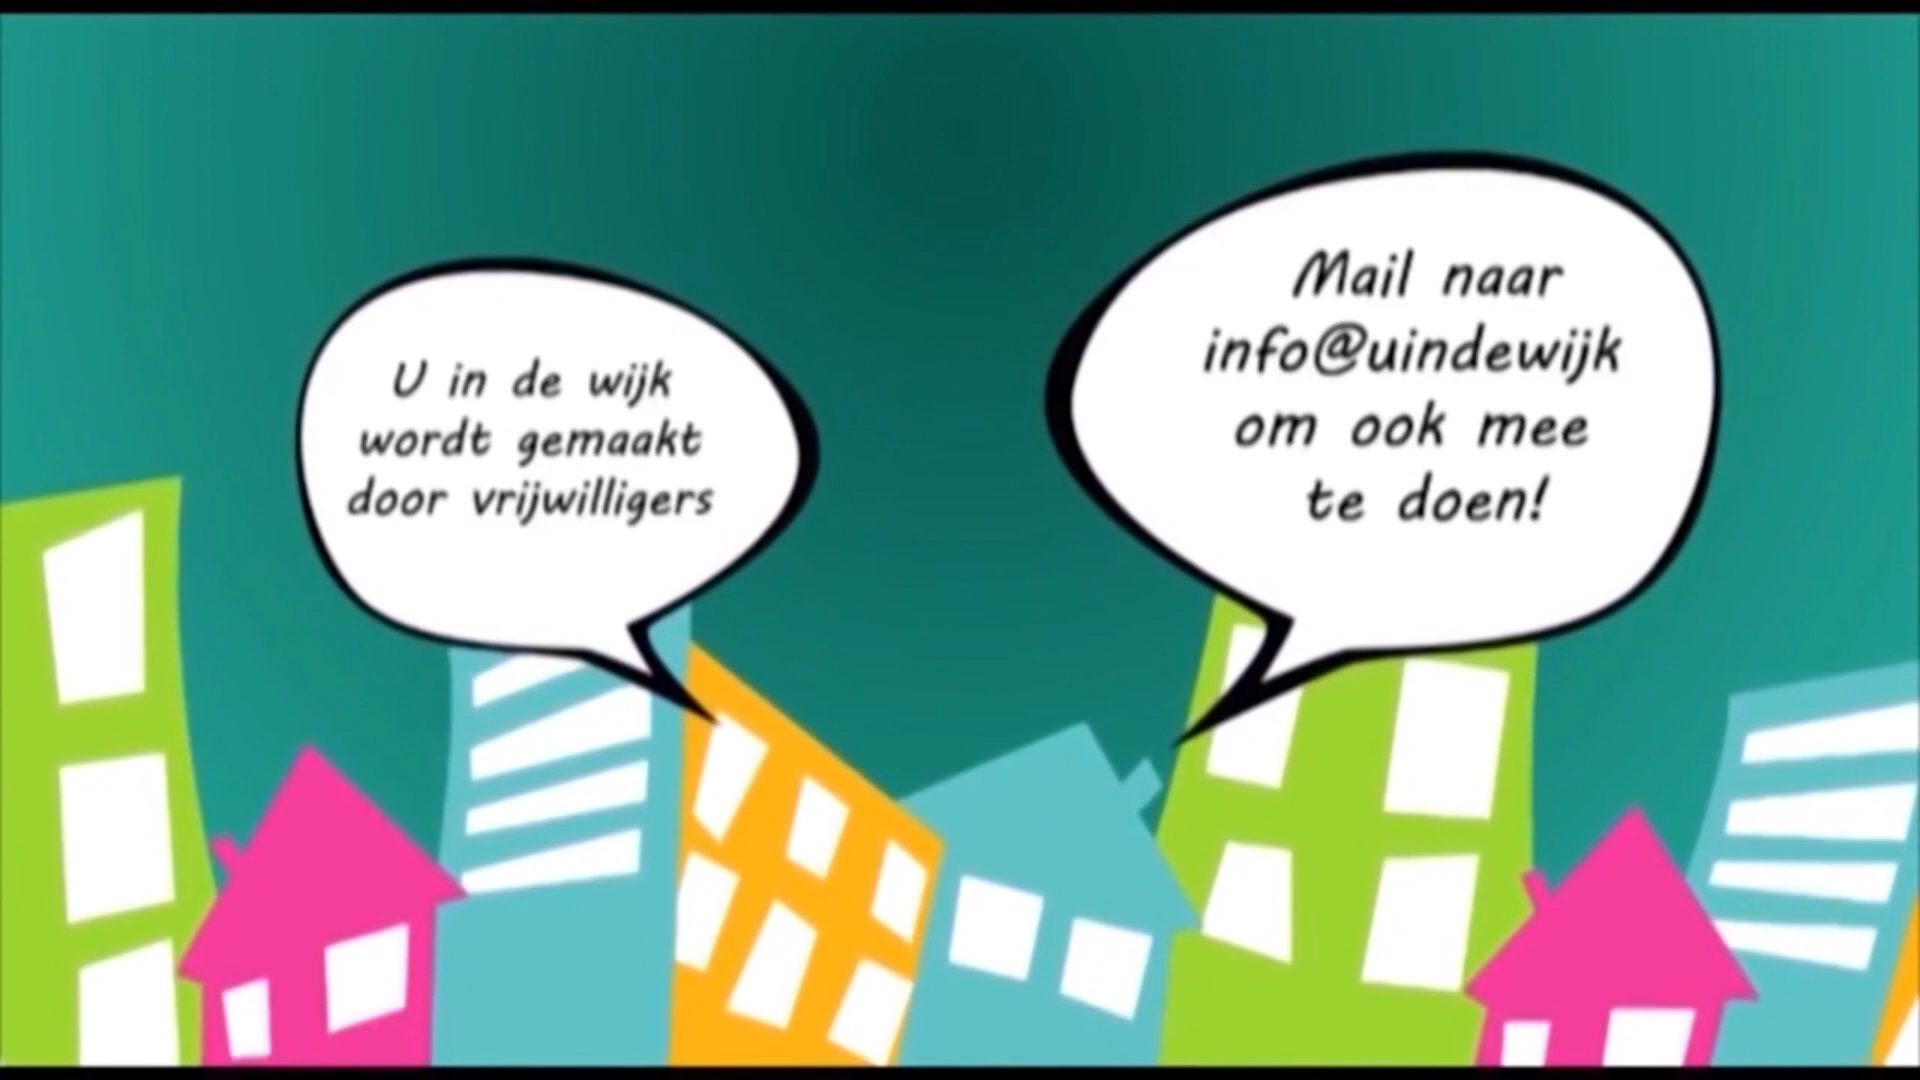 U in de wijk
wordt gemaakt
door vrijwilligers
Mail naar
info@uindewijk
om ook mee
te doen!